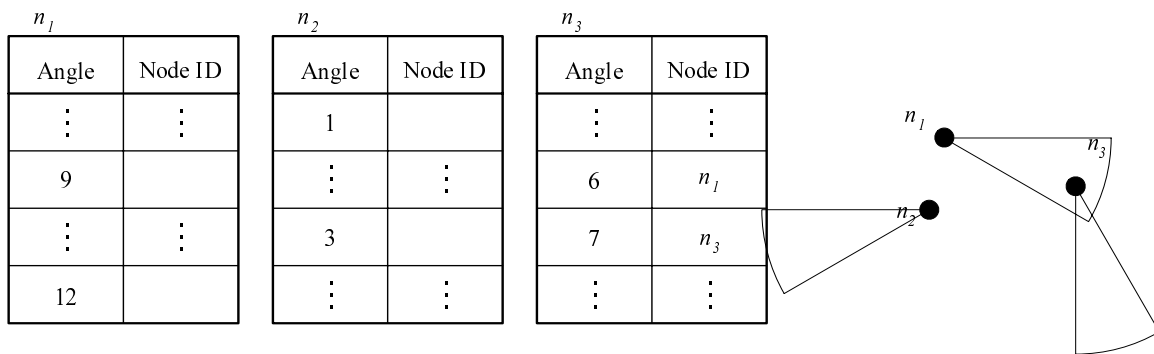 n1 n2 n3
Angle Node ID Angle Node ID Angle Node ID
⋮ ⋮ 1 ⋮ ⋮
9 ⋮ ⋮ 6 n1
⋮ ⋮ 3 7 n3
12 ⋮ ⋮ ⋮ ⋮
n1
n3
n2